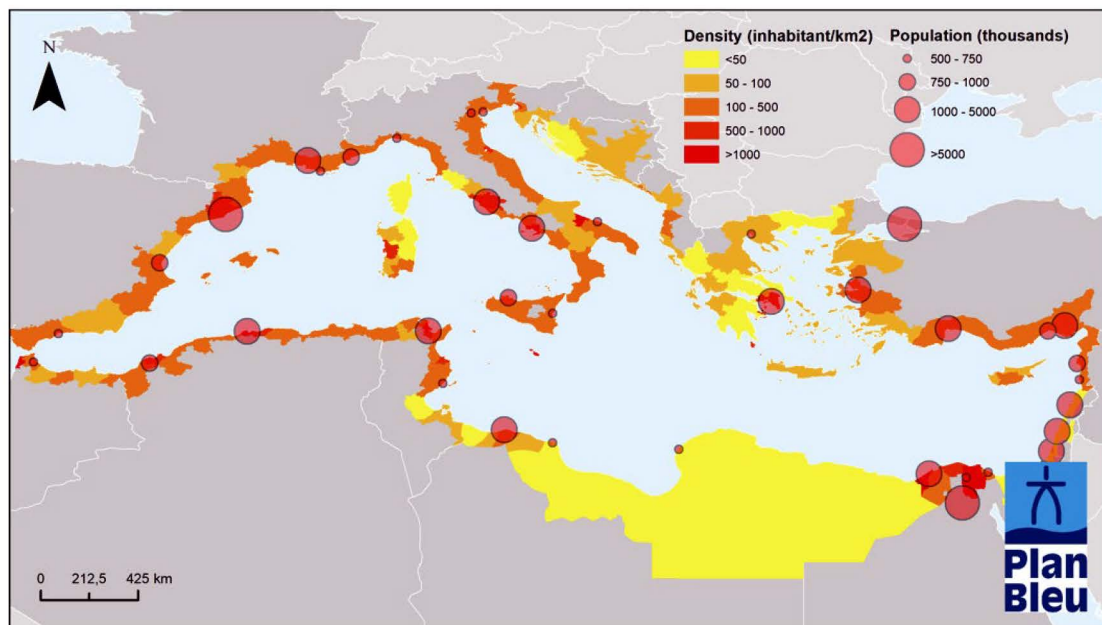 N
Density (inhabitant/km2)
<50
50 - 100
100 - 500
500 - 1000
>1000
Population (thousands)
500 - 750
750 - 1000
1000 - 5000
>5000
0 212,5 425 km
Plan
Bleu